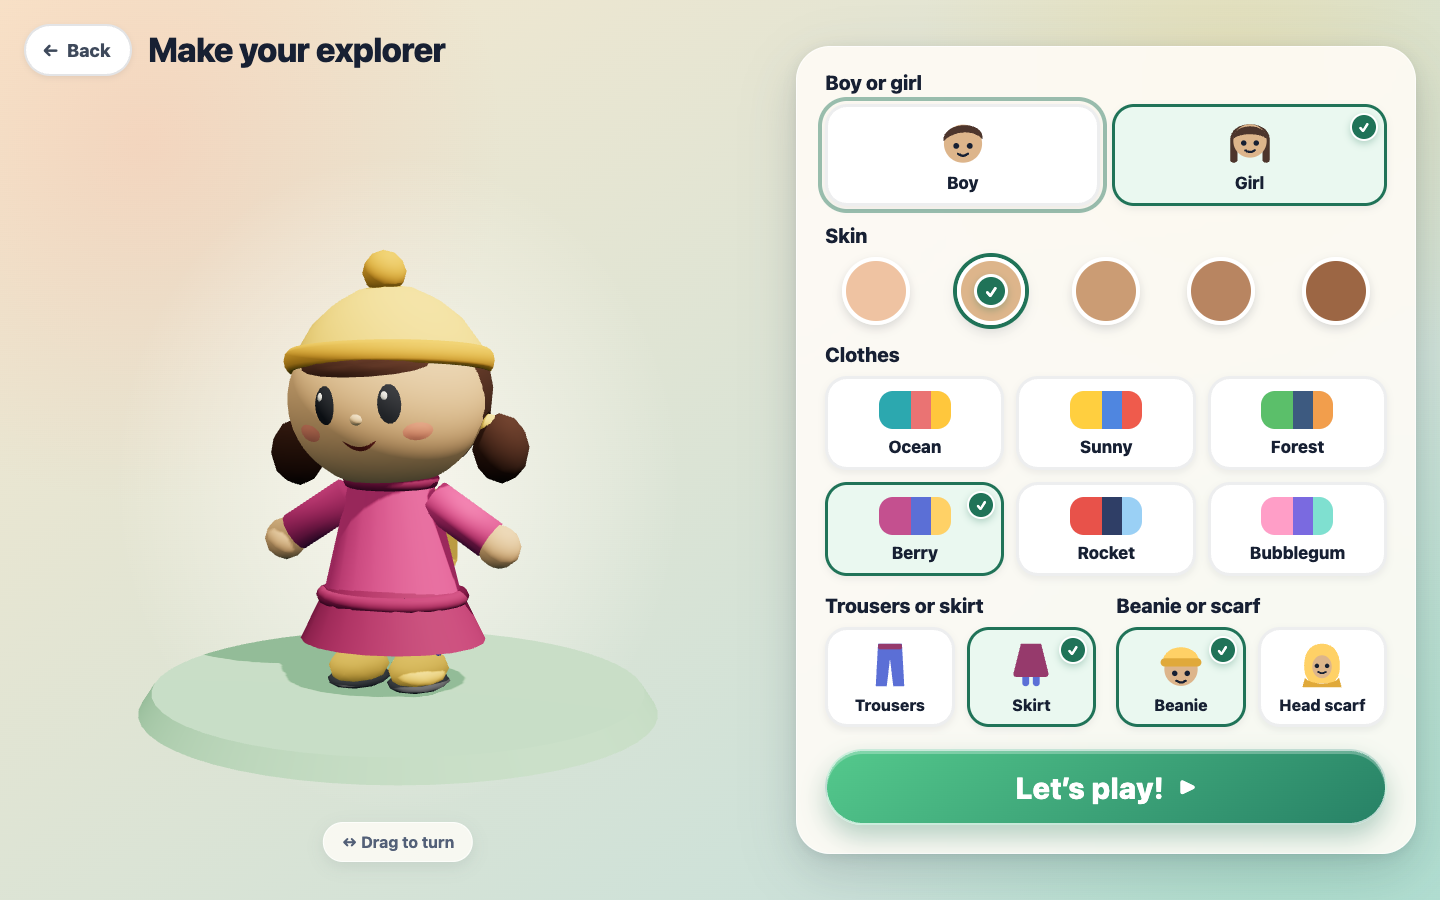 ← Back
Make your explorer
Boy or girl
Boy
Girl
Skin
Clothes
Ocean
Sunny
Forest
Berry
Rocket
Bubblegum
Trousers or skirt
Beanie or scarf
Trousers
Skirt
Beanie
Head scarf
Let’s play!
↔ Drag to turn